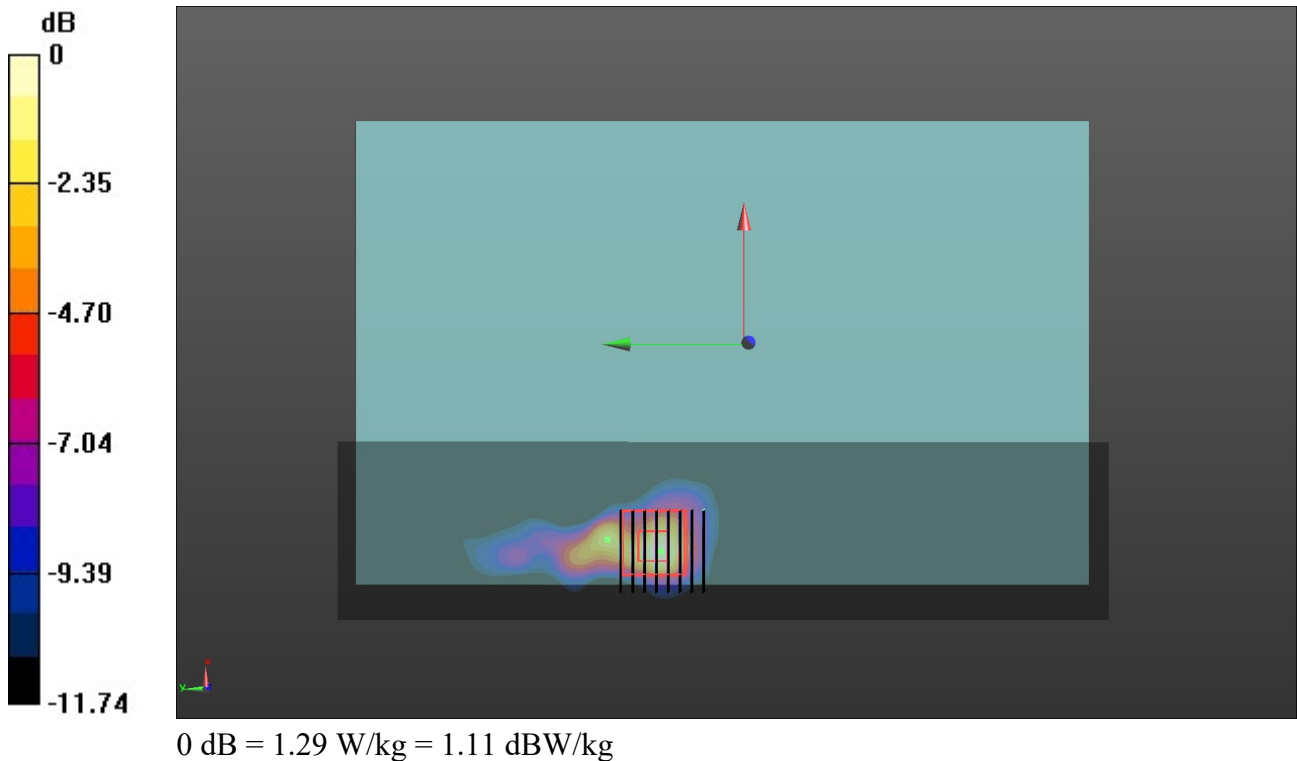 dB
0
-2.35
-4.70
-7.04
-9.39
-11.74
x
y
0 dB = 1.29 W/kg = 1.11 dBW/kg